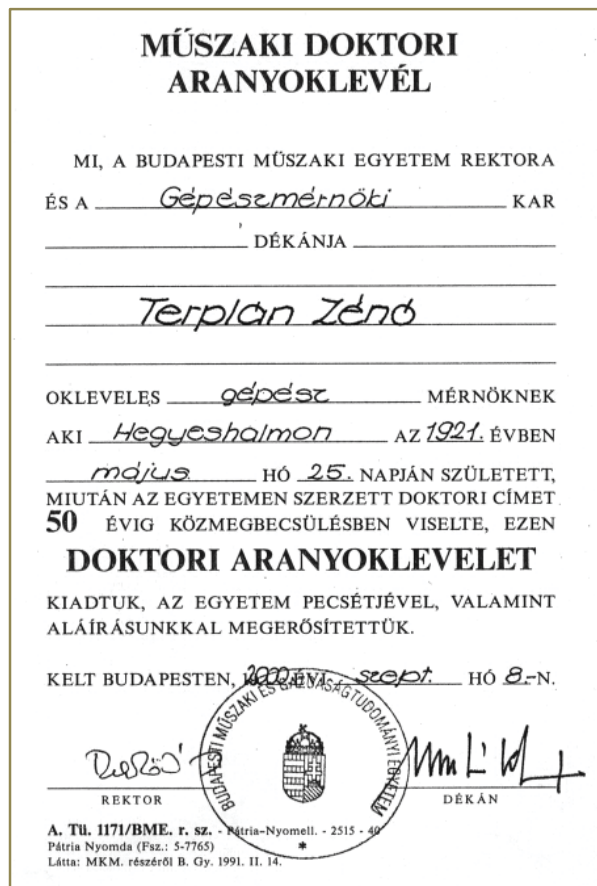 MŰSZAKI DOKTORI
ARANYOKLEVÉL
MI, A BUDAPESTI MŰSZAKI EGYETEM REKTORA
ÉS A Gépészmérnöki KAR
DÉKÁNJA
Terplán Zénó
OKLEVELES gépész MÉRNÖKNEK
AKI Hegyeshalmon AZ 1921. ÉVBEN
május HÓ 25. NAPJÁN SZÜLETETT,
MIUTÁN AZ EGYETEMEN SZERZETT DOKTORI CÍMET
50 ÉVIG KÖZMEGBECSÜLÉSBEN VISELTE, EZEN
DOKTORI ARANYOKLEVELET
KIADTUK, AZ EGYETEM PECSÉTJÉVEL, VALAMINT
ALÁÍRÁSUNKKAL MEGERŐSÍTETTÜK.
KELT BUDAPESTEN, 2000 ÉVI szept. HÓ 8.-N.
BUDAPESTI MŰSZAKI ÉS GAZDASÁGTUDOMÁNYI EGYETEM
REKTOR DÉKÁN
A. Tü. 1171/BME. r. sz. - Pátria-Nyomell. - 2515 - 40
Pátria Nyomda (Fsz.: 5-7765)
Látta: MKM. részéről B. Gy. 1991. II. 14.